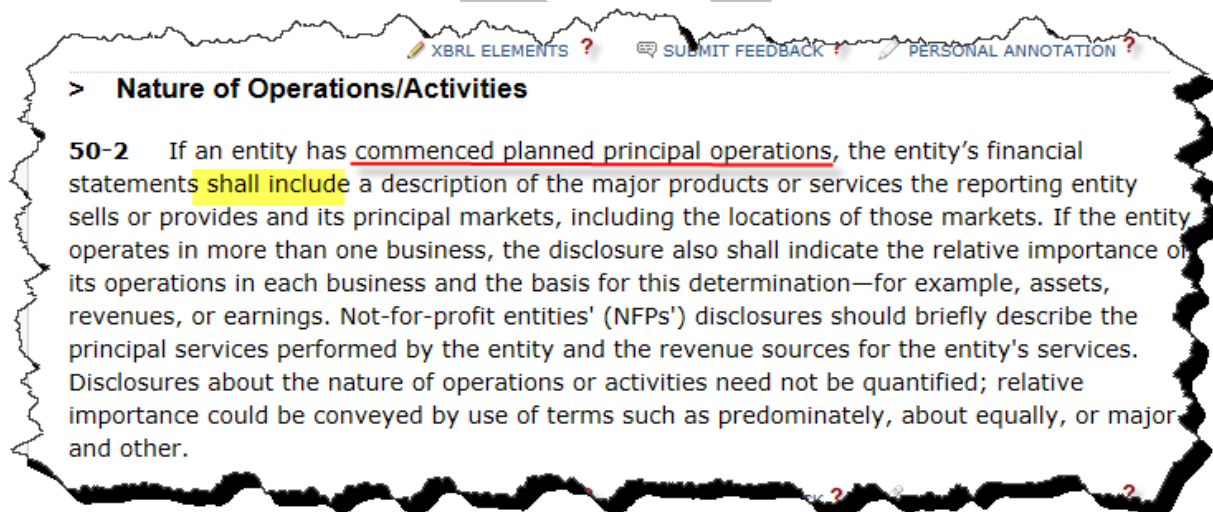 XBRL ELEMENTS ? SUBMIT FEEDBACK ? PERSONAL ANNOTATION ?
> Nature of Operations/Activities
50-2 If an entity has commenced planned principal operations, the entity's financial
statements shall include a description of the major products or services the reporting entity
sells or provides and its principal markets, including the locations of those markets. If the entity
operates in more than one business, the disclosure also shall indicate the relative importance of
its operations in each business and the basis for this determination—for example, assets,
revenues, or earnings. Not-for-profit entities' (NFPs') disclosures should briefly describe the
principal services performed by the entity and the revenue sources for the entity's services.
Disclosures about the nature of operations or activities need not be quantified; relative
importance could be conveyed by use of terms such as predominately, about equally, or major
and other.
? ?